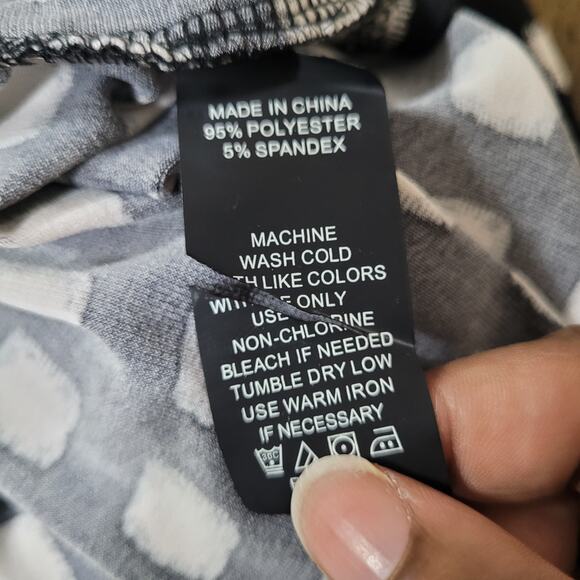 MADE IN CHINA
95% POLYESTER
5% SPANDEX
MACHINE
WASH COLD
LIKE COLORS
ONLY
NON-CHLORINE
BLEACH IF NEEDED
TUMBLE DRY LOW
USE WARM IRON
IF NECESSARY
30C